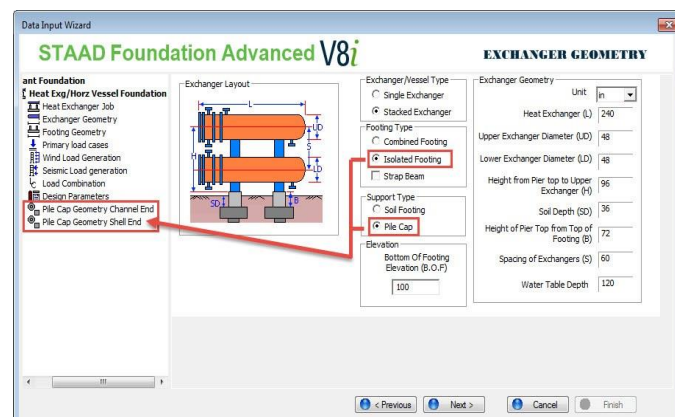 Data Input Wizard
STAAD Foundation Advanced V8i
EXCHANGER GEOMETRY
ant Foundation
Heat Exg/Horz Vessel Foundation
Heat Exchanger Job
Exchanger Geometry
Footing Geometry
Primary load cases
Wind Load Generation
Seismic Load generation
Load Combination
Design Parameters
Pile Cap Geometry Channel End
Pile Cap Geometry Shell End
Exchanger Layout
L
UD
S
H
LD
SD
B
Exchanger/Vessel Type
Single Exchanger
Stacked Exchanger
Footing Type
Combined Footing
Isolated Footing
Strap Beam
Support Type
Soil Footing
Pile Cap
Elevation
Bottom Of Footing
Elevation (B.O.F)
100
Exchanger Geometry
Unit in
Heat Exchanger (L) 240
Upper Exchanger Diameter (UD) 48
Lower Exchanger Diameter (LD) 48
Height from Pier top to Upper
Exchanger (H) 96
Soil Depth (SD) 36
Height of Pier Top from Top of
Footing (B) 72
Spacing of Exchangers (S) 60
Water Table Depth 120
< Previous
Next >
Cancel
Finish